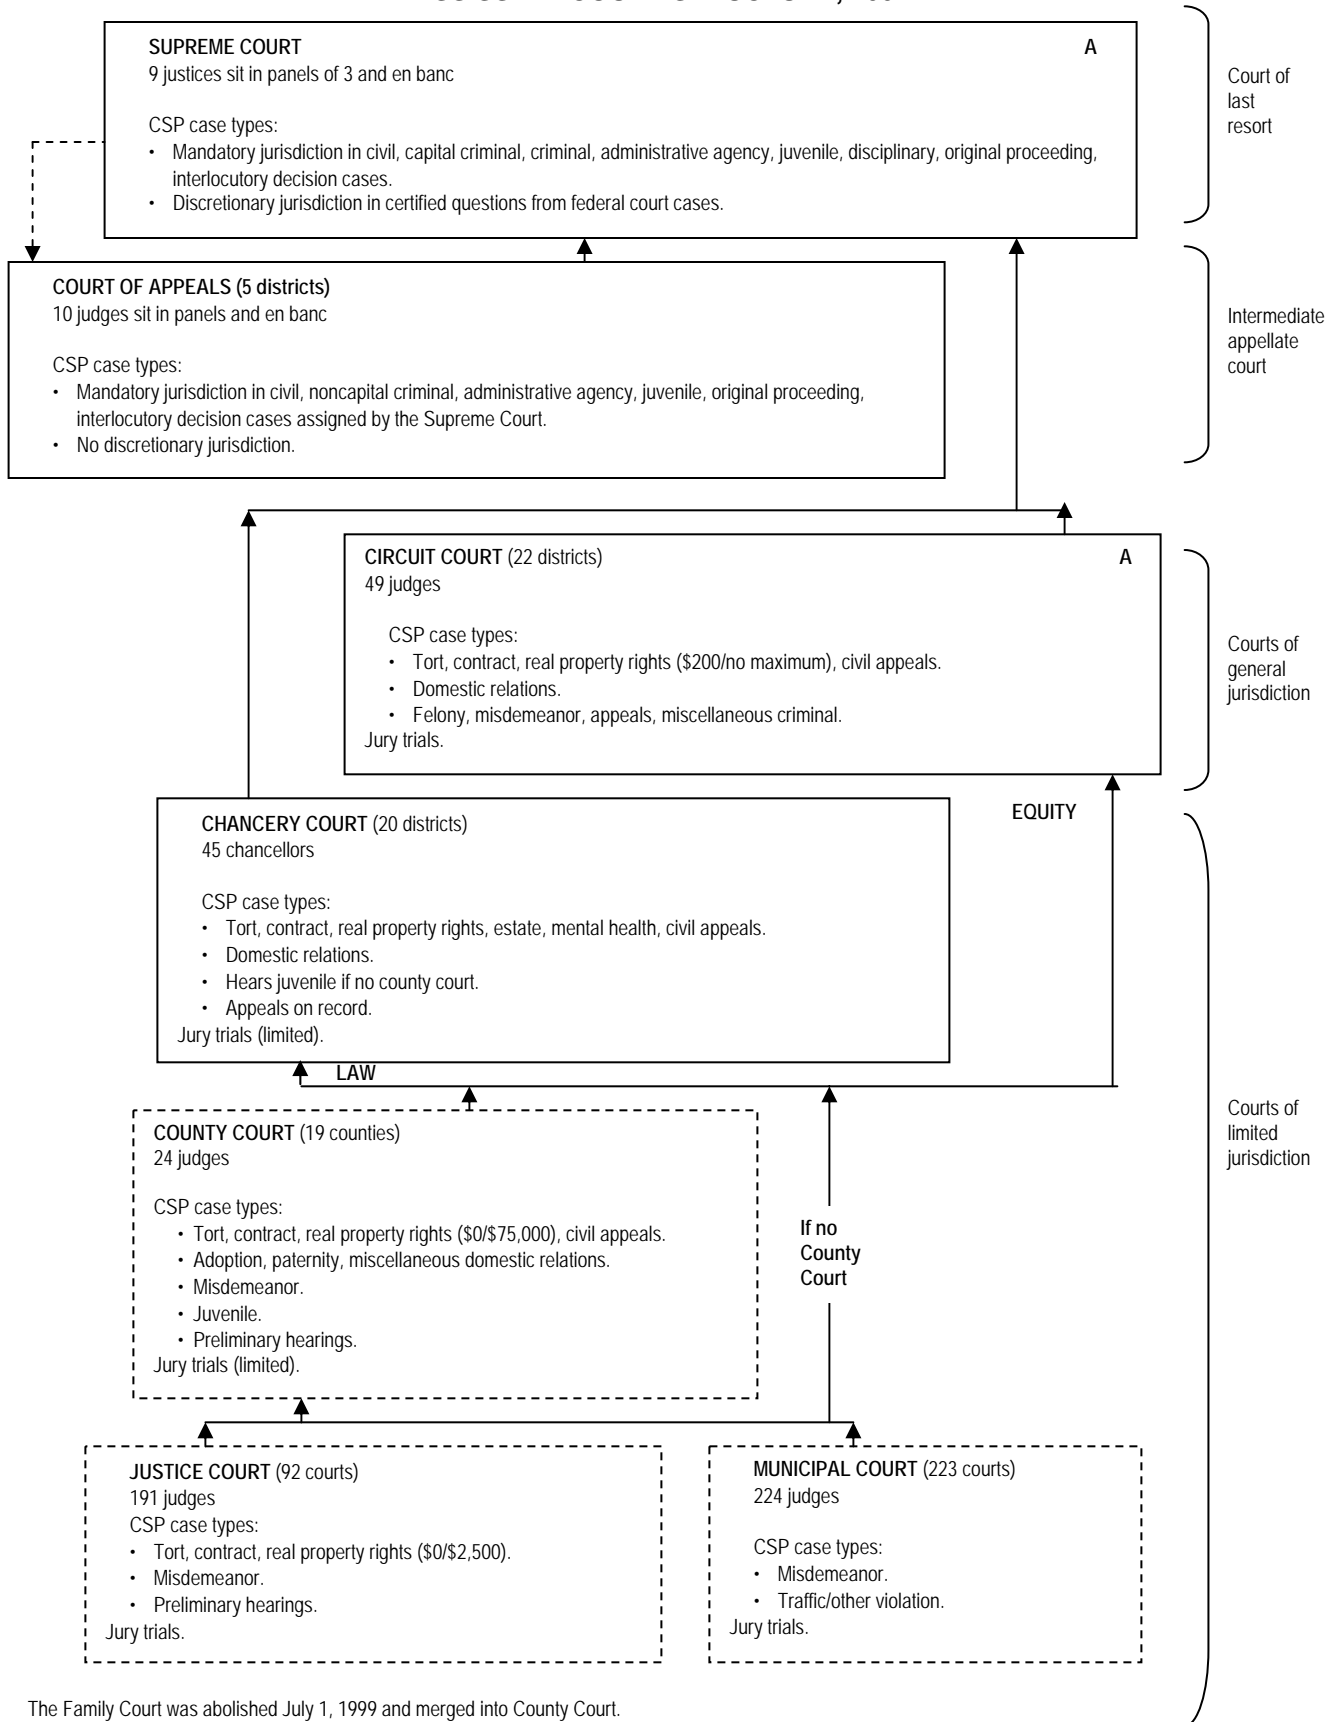 SUPREME COURT A
9 justices sit in panels of 3 and en banc
CSP case types:
• Mandatory jurisdiction in civil, capital criminal, criminal, administrative agency, juvenile, disciplinary, original proceeding,
interlocutory decision cases.
• Discretionary jurisdiction in certified questions from federal court cases.
Court of
last
resort
COURT OF APPEALS (5 districts)
10 judges sit in panels and en banc
CSP case types:
• Mandatory jurisdiction in civil, noncapital criminal, administrative agency, juvenile, original proceeding,
interlocutory decision cases assigned by the Supreme Court.
• No discretionary jurisdiction.
Intermediate
appellate
court
CIRCUIT COURT (22 districts) A
49 judges
CSP case types:
• Tort, contract, real property rights ($200/no maximum), civil appeals.
• Domestic relations.
• Felony, misdemeanor, appeals, miscellaneous criminal.
Jury trials.
Courts of
general
jurisdiction
EQUITY
CHANCERY COURT (20 districts)
45 chancellors
CSP case types:
• Tort, contract, real property rights, estate, mental health, civil appeals.
• Domestic relations.
• Hears juvenile if no county court.
• Appeals on record.
Jury trials (limited).
LAW
COUNTY COURT (19 counties)
24 judges
CSP case types:
• Tort, contract, real property rights ($0/$75,000), civil appeals.
• Adoption, paternity, miscellaneous domestic relations.
• Misdemeanor.
• Juvenile.
• Preliminary hearings.
Jury trials (limited).
If no
County
Court
Courts of
limited
jurisdiction
JUSTICE COURT (92 courts)
191 judges
CSP case types:
• Tort, contract, real property rights ($0/$2,500).
• Misdemeanor.
• Preliminary hearings.
Jury trials.
MUNICIPAL COURT (223 courts)
224 judges
CSP case types:
• Misdemeanor.
• Traffic/other violation.
Jury trials.
The Family Court was abolished July 1, 1999 and merged into County Court.